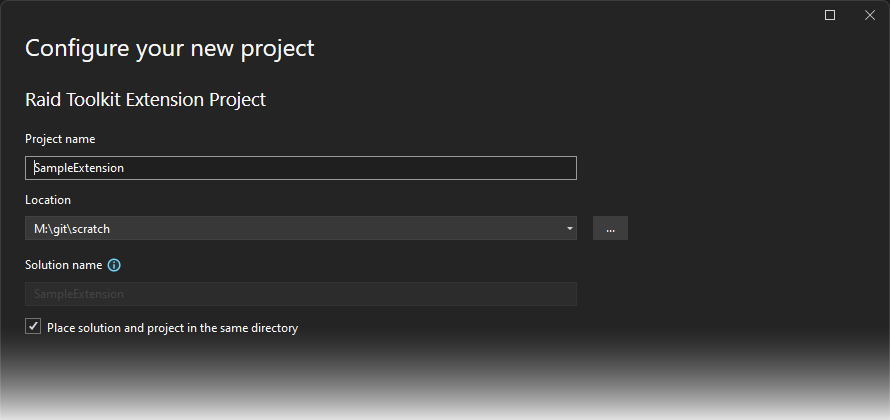 Configure your new project
Raid Toolkit Extension Project
Project name
SampleExtension
Location
M:\git\scratch
...
Solution name
SampleExtension
Place solution and project in the same directory